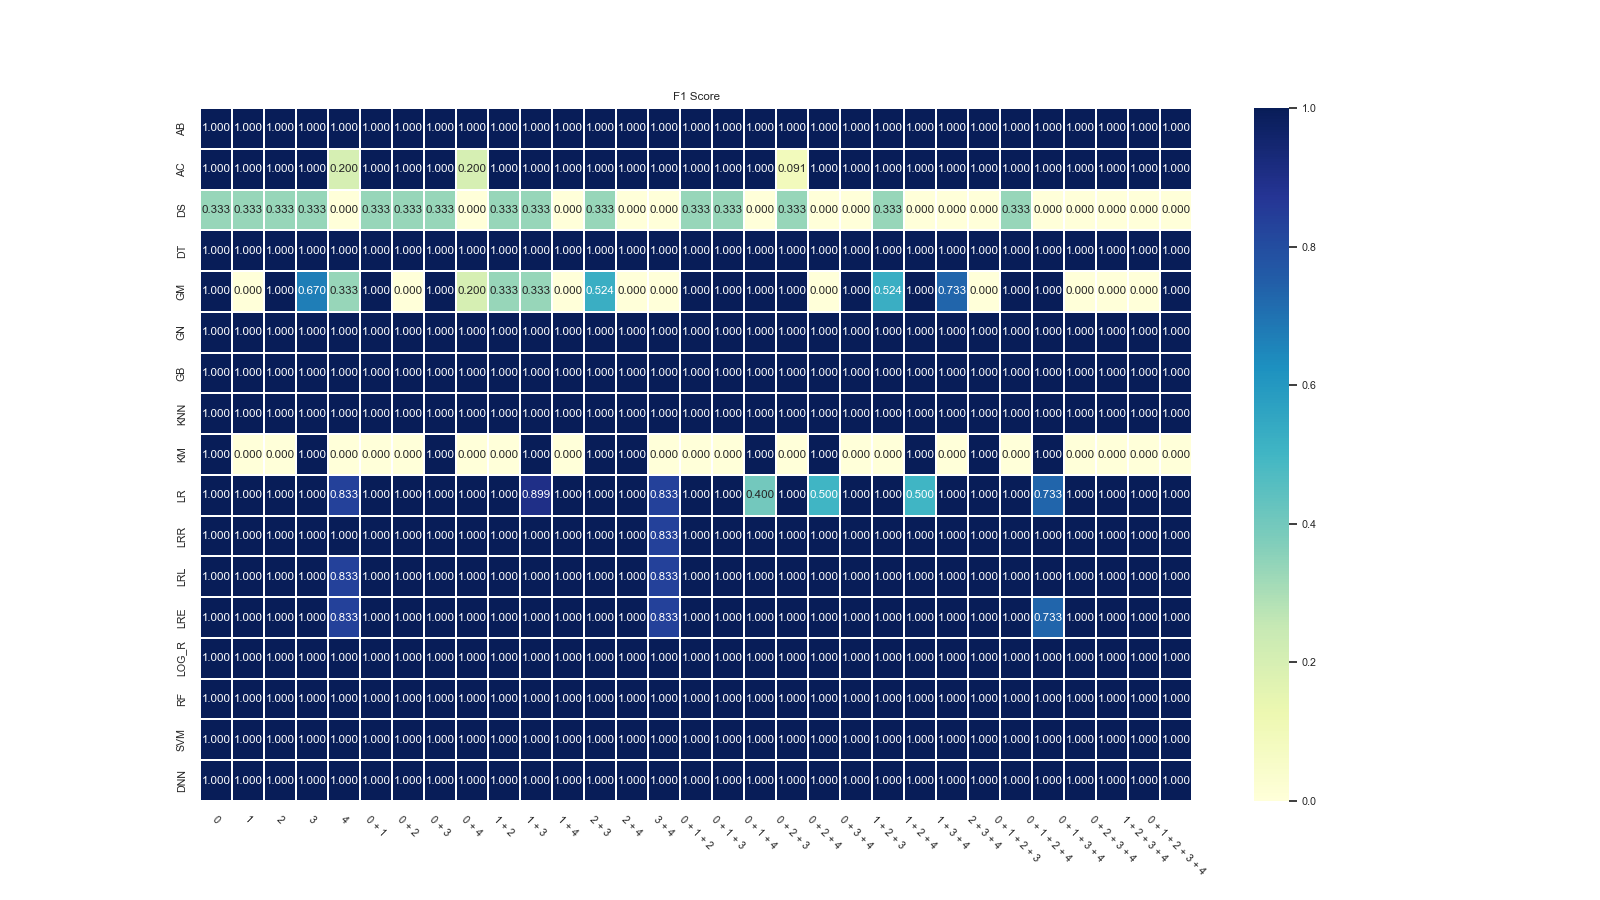 F1 Score
AB 1.000 1.000 1.000 1.000 1.000 1.000 1.000 1.000 1.000 1.000 1.000 1.000 1.000 1.000 1.000 1.000 1.000 1.000 1.000 1.000 1.000 1.000 1.000 1.000 1.000 1.000 1.000 1.000 1.000 1.000 1.000 1.0
AC 1.000 1.000 1.000 1.000 0.200 1.000 1.000 1.000 0.200 1.000 1.000 1.000 1.000 1.000 1.000 1.000 1.000 1.000 0.091 1.000 1.000 1.000 1.000 1.000 1.000 1.000 1.000 1.000 1.000 1.000 1.000
DS 0.333 0.333 0.333 0.333 0.000 0.333 0.333 0.333 0.000 0.333 0.333 0.000 0.333 0.000 0.000 0.333 0.333 0.000 0.333 0.000 0.000 0.333 0.000 0.000 0.000 0.333 0.000 0.000 0.000 0.000 0.000
DT 1.000 1.000 1.000 1.000 1.000 1.000 1.000 1.000 1.000 1.000 1.000 1.000 1.000 1.000 1.000 1.000 1.000 1.000 1.000 1.000 1.000 1.000 1.000 1.000 1.000 1.000 1.000 1.000 1.000 1.000 1.000 0.8
GM 1.000 0.000 1.000 0.670 0.333 1.000 0.000 1.000 0.200 0.333 0.333 0.000 0.524 0.000 0.000 1.000 1.000 1.000 1.000 0.000 1.000 0.524 1.000 0.733 0.000 1.000 1.000 0.000 0.000 0.000 1.000
GN 1.000 1.000 1.000 1.000 1.000 1.000 1.000 1.000 1.000 1.000 1.000 1.000 1.000 1.000 1.000 1.000 1.000 1.000 1.000 1.000 1.000 1.000 1.000 1.000 1.000 1.000 1.000 1.000 1.000 1.000 1.000
GB 1.000 1.000 1.000 1.000 1.000 1.000 1.000 1.000 1.000 1.000 1.000 1.000 1.000 1.000 1.000 1.000 1.000 1.000 1.000 1.000 1.000 1.000 1.000 1.000 1.000 1.000 1.000 1.000 1.000 1.000 1.000 0.6
KNN 1.000 1.000 1.000 1.000 1.000 1.000 1.000 1.000 1.000 1.000 1.000 1.000 1.000 1.000 1.000 1.000 1.000 1.000 1.000 1.000 1.000 1.000 1.000 1.000 1.000 1.000 1.000 1.000 1.000 1.000 1.000
KM 1.000 0.000 0.000 1.000 0.000 0.000 0.000 1.000 0.000 0.000 1.000 0.000 1.000 1.000 0.000 0.000 0.000 1.000 0.000 1.000 0.000 0.000 1.000 0.000 1.000 0.000 1.000 0.000 0.000 0.000 0.000
LR 1.000 1.000 1.000 1.000 0.833 1.000 1.000 1.000 1.000 1.000 0.899 1.000 1.000 1.000 0.833 1.000 1.000 0.400 1.000 0.500 1.000 1.000 0.500 1.000 1.000 1.000 0.733 1.000 1.000 1.000 1.000
LRR 1.000 1.000 1.000 1.000 1.000 1.000 1.000 1.000 1.000 1.000 1.000 1.000 1.000 1.000 0.833 1.000 1.000 1.000 1.000 1.000 1.000 1.000 1.000 1.000 1.000 1.000 1.000 1.000 1.000 1.000 1.000 0.4
LRL 1.000 1.000 1.000 1.000 0.833 1.000 1.000 1.000 1.000 1.000 1.000 1.000 1.000 1.000 0.833 1.000 1.000 1.000 1.000 1.000 1.000 1.000 1.000 1.000 1.000 1.000 1.000 1.000 1.000 1.000 1.000
LRE 1.000 1.000 1.000 1.000 0.833 1.000 1.000 1.000 1.000 1.000 1.000 1.000 1.000 1.000 0.833 1.000 1.000 1.000 1.000 1.000 1.000 1.000 1.000 1.000 1.000 1.000 0.733 1.000 1.000 1.000 1.000
LOG_R 1.000 1.000 1.000 1.000 1.000 1.000 1.000 1.000 1.000 1.000 1.000 1.000 1.000 1.000 1.000 1.000 1.000 1.000 1.000 1.000 1.000 1.000 1.000 1.000 1.000 1.000 1.000 1.000 1.000 1.000 1.000 0.2
RF 1.000 1.000 1.000 1.000 1.000 1.000 1.000 1.000 1.000 1.000 1.000 1.000 1.000 1.000 1.000 1.000 1.000 1.000 1.000 1.000 1.000 1.000 1.000 1.000 1.000 1.000 1.000 1.000 1.000 1.000 1.000
SVM 1.000 1.000 1.000 1.000 1.000 1.000 1.000 1.000 1.000 1.000 1.000 1.000 1.000 1.000 1.000 1.000 1.000 1.000 1.000 1.000 1.000 1.000 1.000 1.000 1.000 1.000 1.000 1.000 1.000 1.000 1.000
DNN 1.000 1.000 1.000 1.000 1.000 1.000 1.000 1.000 1.000 1.000 1.000 1.000 1.000 1.000 1.000 1.000 1.000 1.000 1.000 1.000 1.000 1.000 1.000 1.000 1.000 1.000 1.000 1.000 1.000 1.000 1.000 0.0
0
1
2
3
4
0 + 1
0 + 2
0 + 3
0 + 4
1 + 2
1 + 3
1 + 4
2 + 3
2 + 4
3 + 4
0 + 1 + 2
0 + 1 + 3
0 + 1 + 4
0 + 2 + 3
0 + 2 + 4
0 + 3 + 4
1 + 2 + 3
1 + 2 + 4
1 + 3 + 4
2 + 3 + 4
0 + 1 + 2 + 3
0 + 1 + 2 + 4
0 + 1 + 3 + 4
0 + 2 + 3 + 4
1 + 2 + 3 + 4
0 + 1 + 2 + 3 + 4